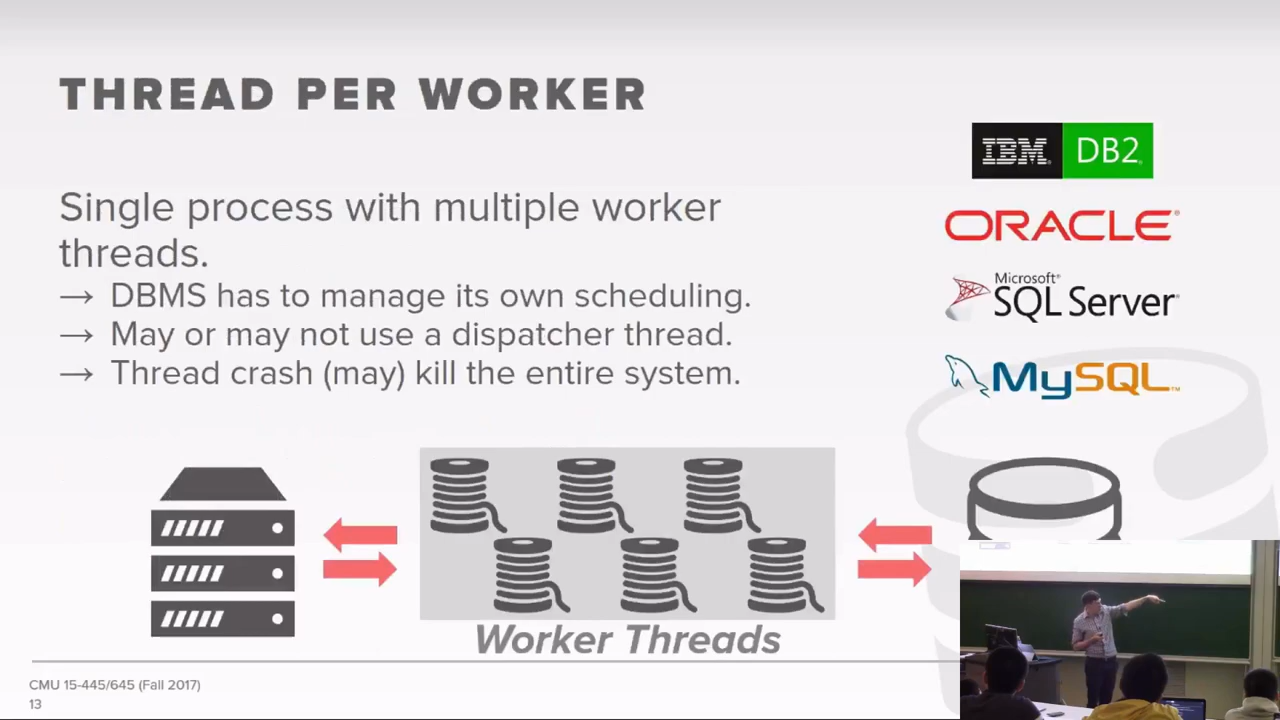 THREAD PER WORKER
Single process with multiple worker
threads.
→ DBMS has to manage its own scheduling.
→ May or may not use a dispatcher thread.
→ Thread crash (may) kill the entire system.
IBM® DB2®
ORACLE®
Microsoft®
SQL Server®
MySQL™
Worker Threads
CMU 15-445/645 (Fall 2017)
13